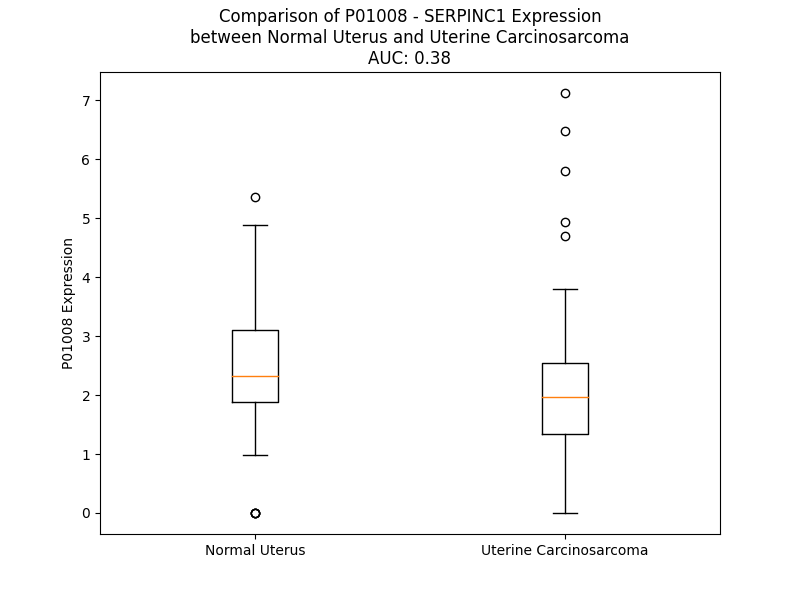 Comparison of P01008 - SERPINC1 Expression
between Normal Uterus and Uterine Carcinosarcoma
AUC: 0.38
7
6
5
4
3
2
1
0
P01008 Expression
Normal Uterus
Uterine Carcinosarcoma